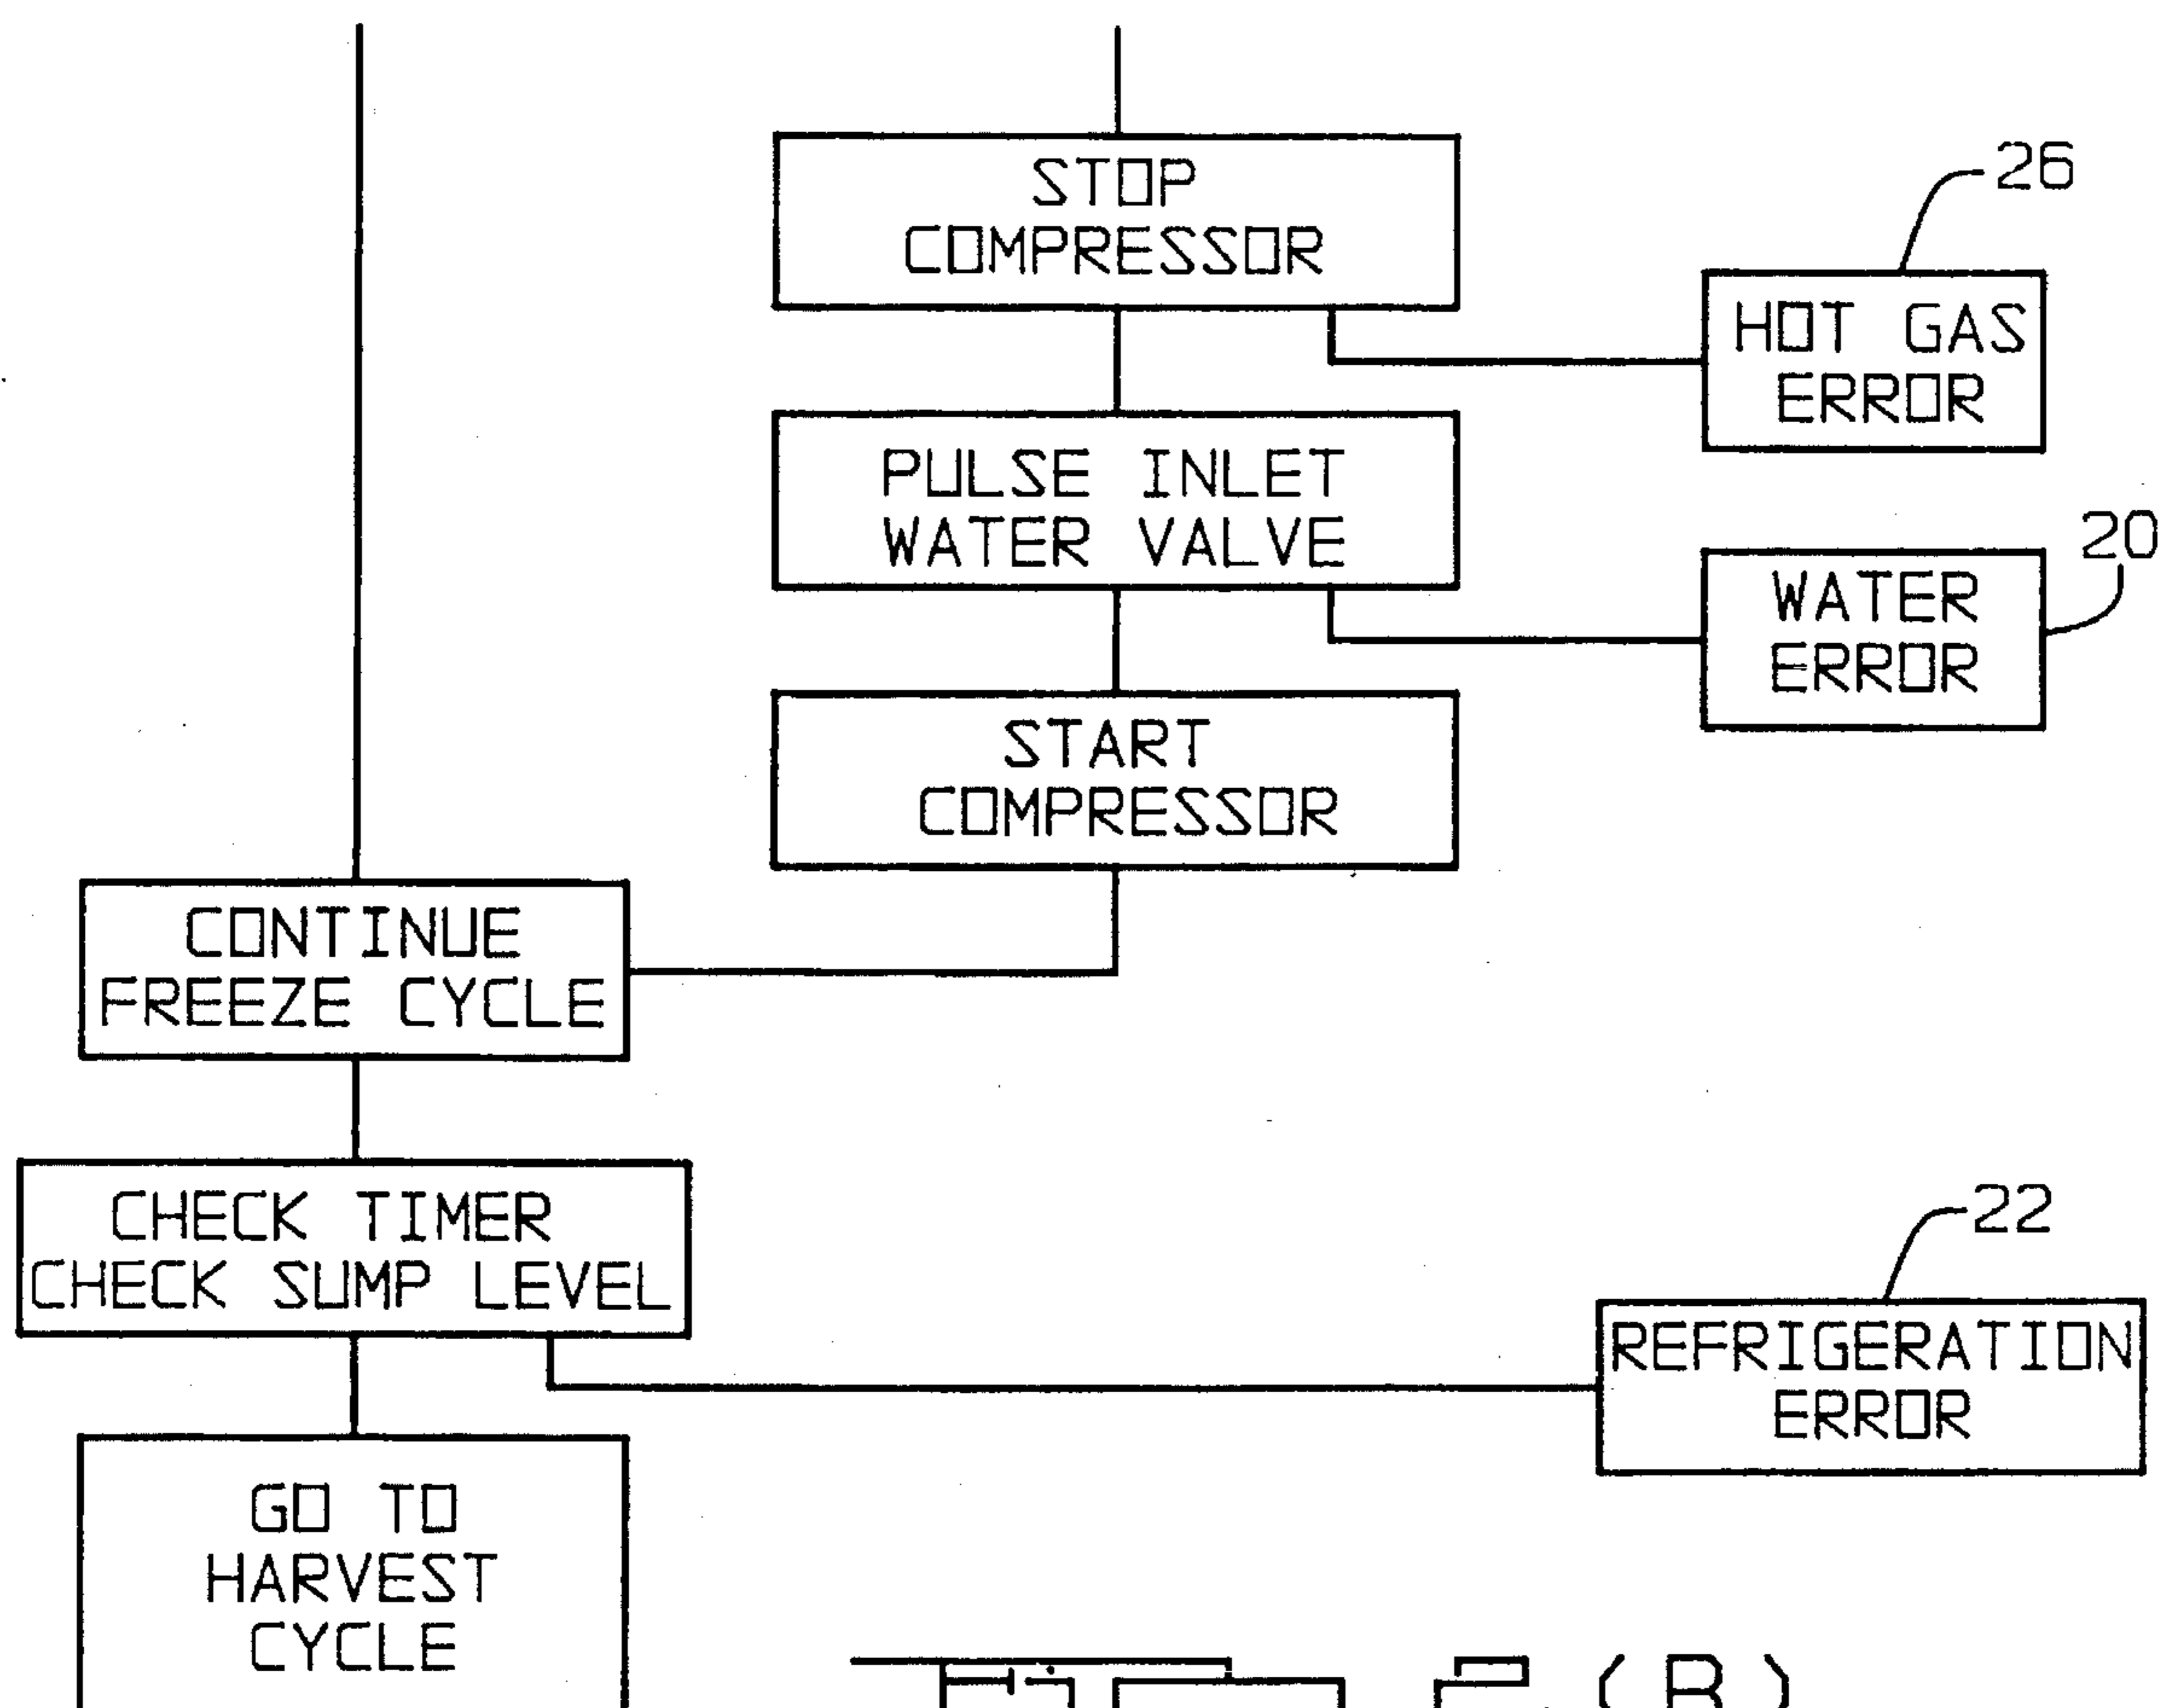 STOP
COMPRESSOR
26
HOT GAS
ERROR
PULSE INLET
WATER VALVE
20
WATER
ERROR
START
COMPRESSOR
CONTINUE
FREEZE CYCLE
CHECK TIMER
CHECK SUMP LEVEL
22
REFRIGERATION
ERROR
GO TO
HARVEST
CYCLE
2(B)